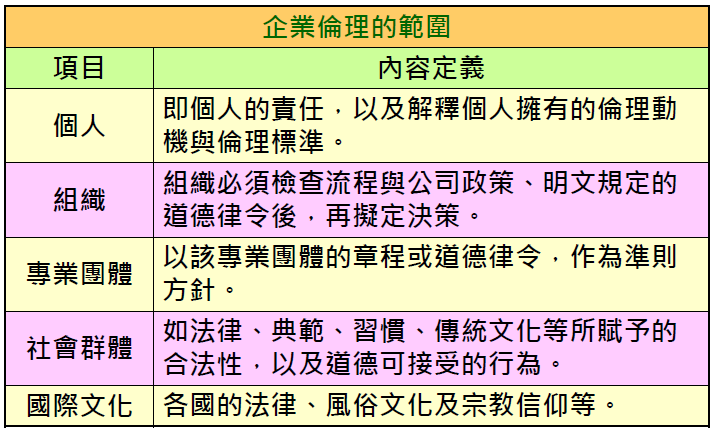 企業倫理的範圍
項目 內容定義
個人 即個人的責任，以及解釋個人擁有的倫理動
機與倫理標準。
組織 組織必須檢查流程與公司政策、明文規定的
道德律令後，再擬定決策。
專業團體 以該專業團體的章程或道德律令，作為準則
方針。
社會群體 如法律、典範、習慣、傳統文化等所賦予的
合法性，以及道德可接受的行為。
國際文化 各國的法律、風俗文化及宗教信仰等。